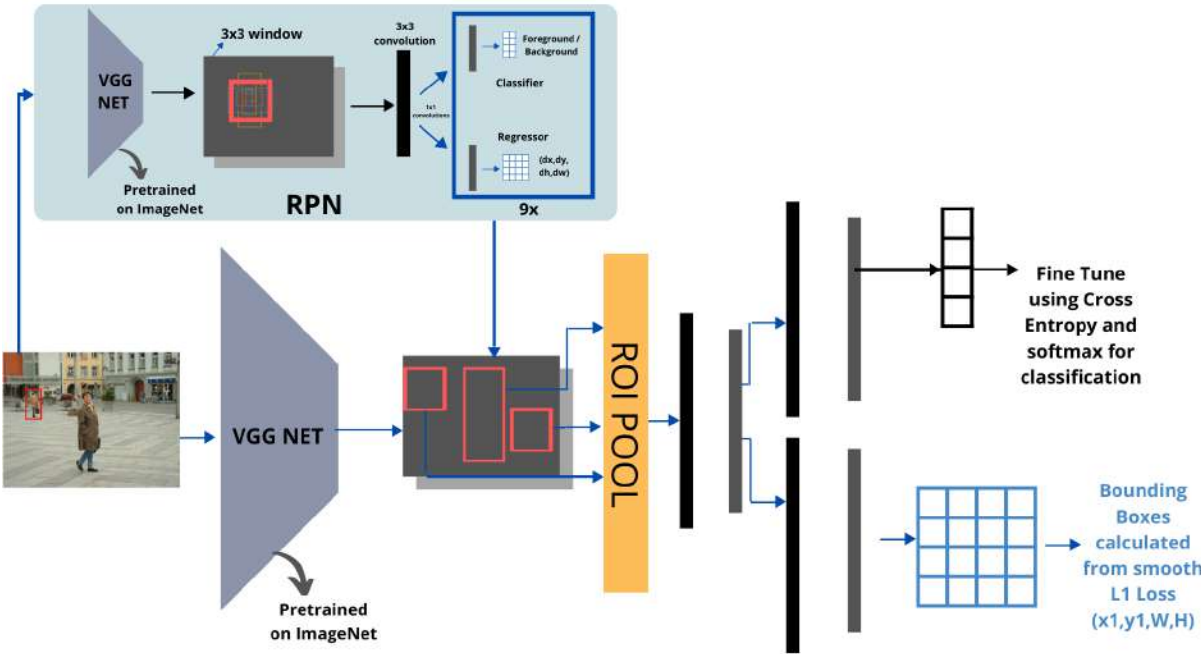 3x3 window
3x3
convolution
VGG
NET
1x1
convolutions
Foreground /
Background
Classifier
Regressor
(dx,dy,
dh,dw)
Pretrained
on ImageNet
RPN
9x
VGG NET
Pretrained
on ImageNet
ROI POOL
Fine Tune
using Cross
Entropy and
softmax for
classification
Bounding
Boxes
calculated
from smooth
L1 Loss
(x1,y1,W,H)